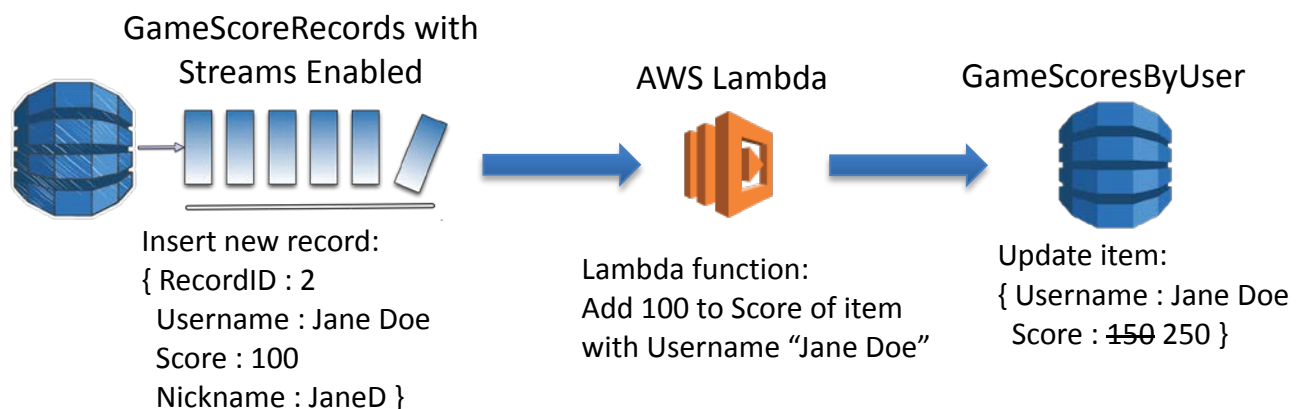 GameScoreRecords with
Streams Enabled
Insert new record:
{ RecordID : 2
Username : Jane Doe
Score : 100
Nickname : JaneD }
AWS Lambda
Lambda function:
Add 100 to Score of item
with Username “Jane Doe”
GameScoresByUser
Update item:
{ Username : Jane Doe
Score : 150 250 }